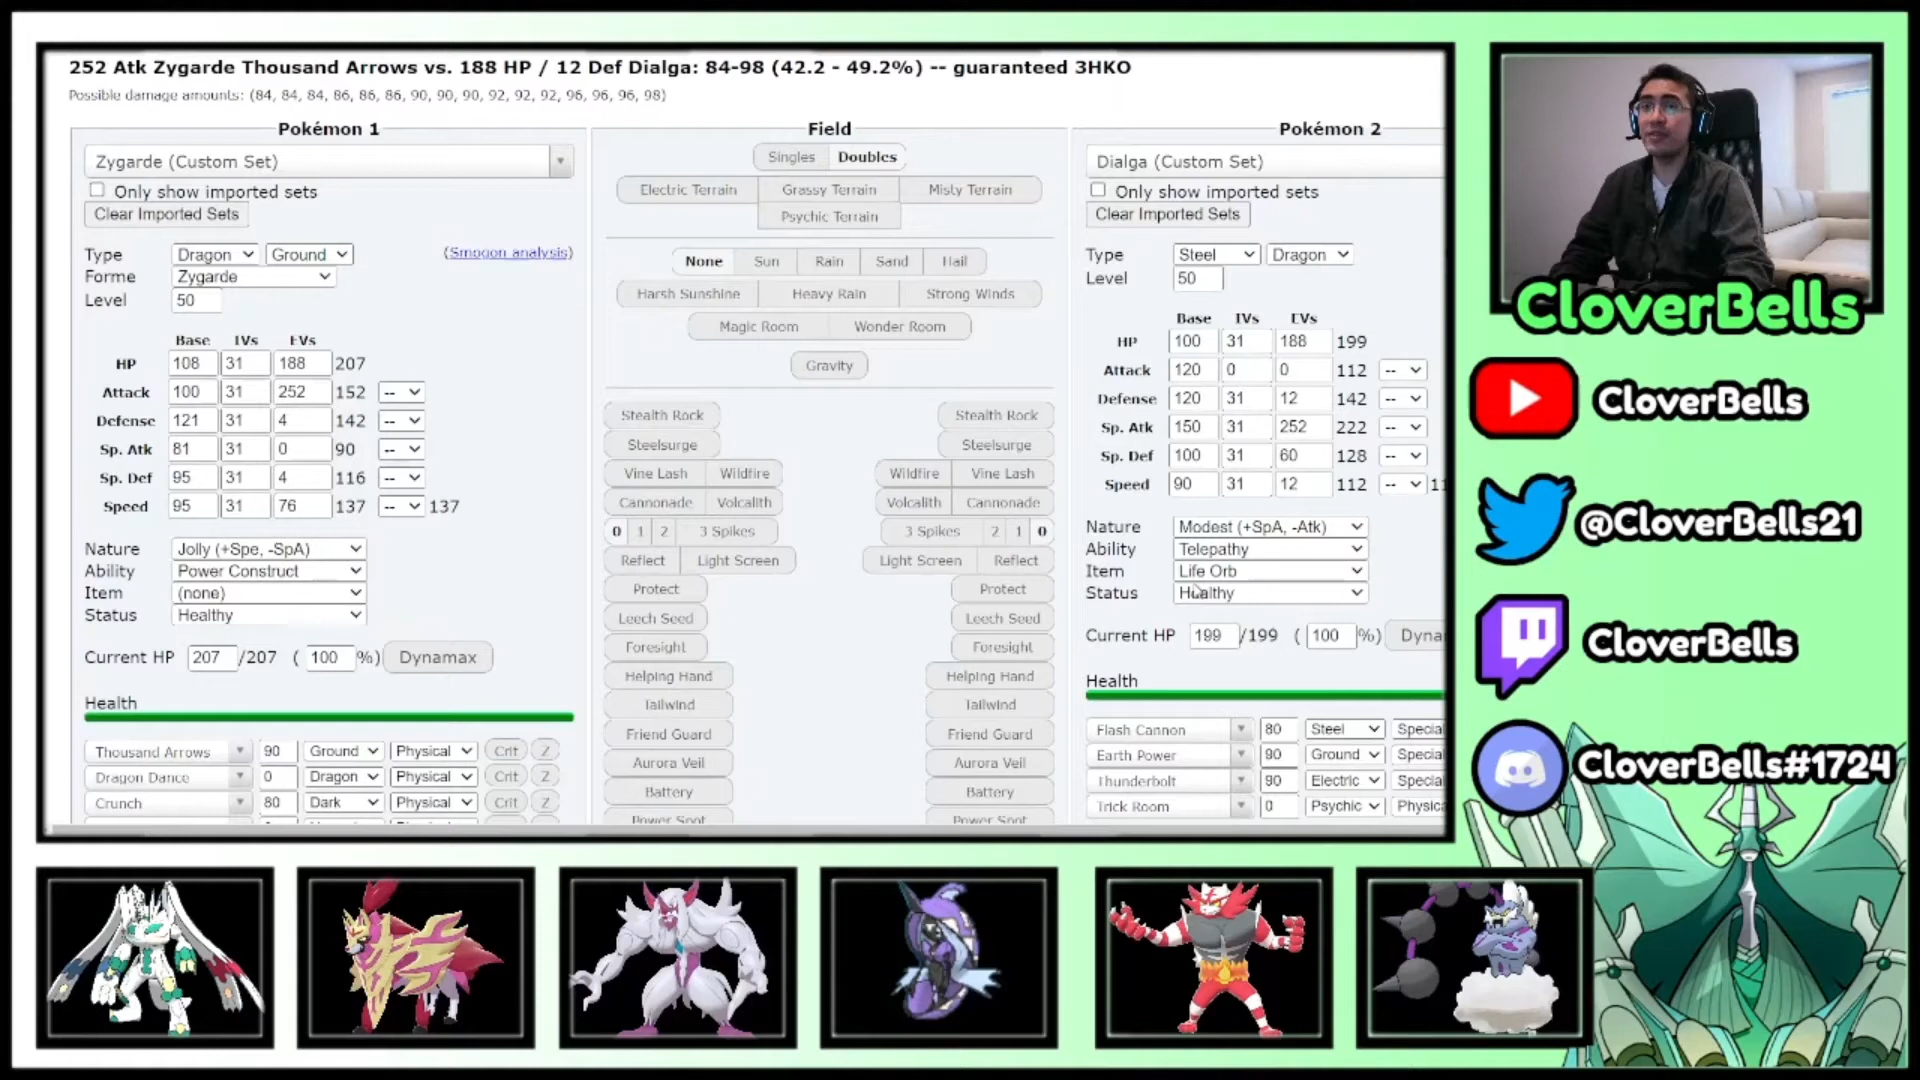 252 Atk Zygarde Thousand Arrows vs. 188 HP / 12 Def Dialga: 84-98 (42.2 - 49.2%) -- guaranteed 3HKO
Possible damage amounts: (84, 84, 84, 86, 86, 86, 90, 90, 90, 92, 92, 92, 96, 96, 96, 98)
Pokémon 1
Zygarde (Custom Set)
Only show imported sets
Clear Imported Sets
Type Dragon Ground (Smogon analysis)
Forme Zygarde
Level 50
Base IVs EVs
HP 108 31 188 207
Attack 100 31 252 152 --
Defense 121 31 4 142 --
Sp. Atk 81 31 0 90 --
Sp. Def 95 31 4 116 --
Speed 95 31 76 137 -- 137
Nature Jolly (+Spe, -SpA)
Ability Power Construct
Item (none)
Status Healthy
Current HP 207 /207 ( 100 %) Dynamax
Health
Thousand Arrows 90 Ground Physical Crit Z
Dragon Dance 0 Dragon Physical Crit Z
Crunch 80 Dark Physical Crit Z
Field
Singles Doubles
Electric Terrain Grassy Terrain Misty Terrain
Psychic Terrain
None Sun Rain Sand Hail
Harsh Sunshine Heavy Rain Strong Winds
Magic Room Wonder Room
Gravity
Stealth Rock Stealth Rock
Steelsurge Steelsurge
Vine Lash Wildfire Wildfire Vine Lash
Cannonade Volcalith Volcalith Cannonade
0 1 2 3 Spikes 3 Spikes 2 1 0
Reflect Light Screen Light Screen Reflect
Protect Protect
Leech Seed Leech Seed
Foresight Foresight
Helping Hand Helping Hand
Tailwind Tailwind
Friend Guard Friend Guard
Aurora Veil Aurora Veil
Battery Battery
Power Spot Power Spot
Pokémon 2
Dialga (Custom Set)
Only show imported sets
Clear Imported Sets
Type Steel Dragon
Level 50
Base IVs EVs
HP 100 31 188 199
Attack 120 0 0 112 --
Defense 120 31 12 142 --
Sp. Atk 150 31 252 222 --
Sp. Def 100 31 60 128 --
Speed 90 31 12 112 -- 11
Nature Modest (+SpA, -Atk)
Ability Telepathy
Item Life Orb
Status Healthy
Current HP 199 /199 ( 100 %) Dyna
Health
Flash Cannon 80 Steel Special
Earth Power 90 Ground Special
Thunderbolt 90 Electric Special
Trick Room 0 Psychic Physica
CloverBells
CloverBells
@CloverBells21
CloverBells
CloverBells#1724